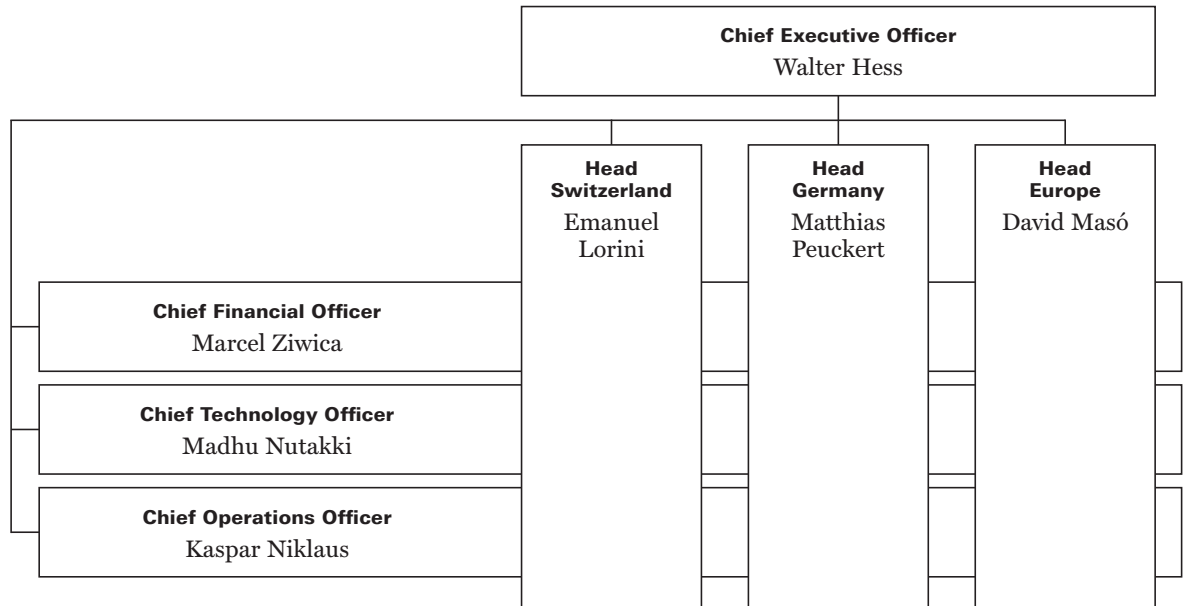 Chief Executive Officer
Walter Hess
Head
Switzerland
Emanuel
Lorini
Head
Germany
Matthias
Peuckert
Head
Europe
David Masó
Chief Financial Officer
Marcel Ziwica
Chief Technology Officer
Madhu Nutakki
Chief Operations Officer
Kaspar Niklaus